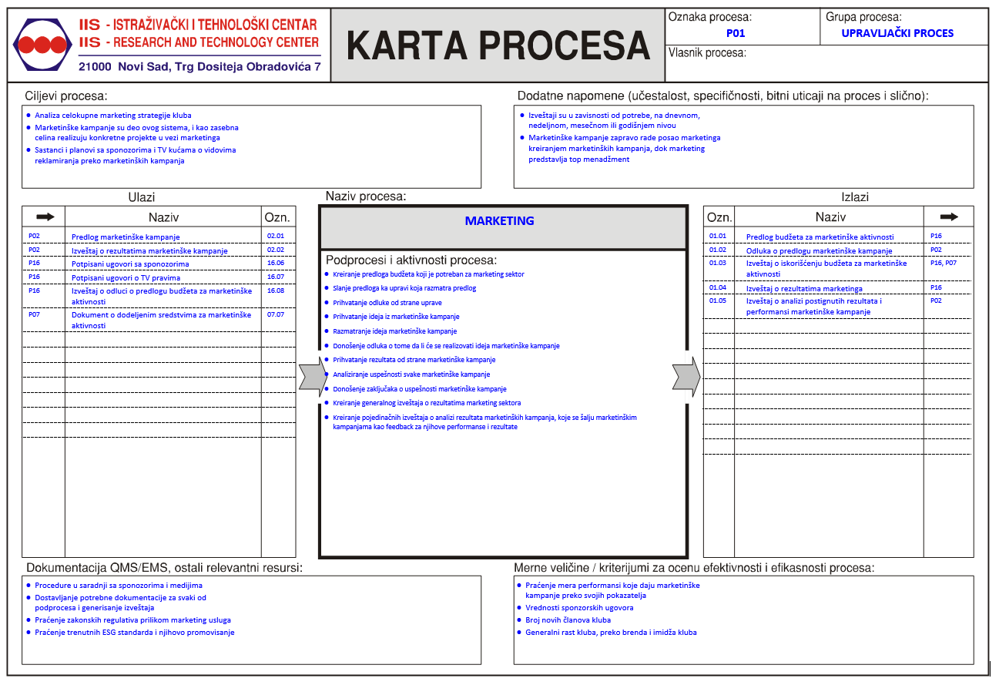 IIS - ISTRAŽIVAČKI I TEHNOLOŠKI CENTAR
IIS - RESEARCH AND TECHNOLOGY CENTER
21000 Novi Sad, Trg Dositeja Obradovića 7
KARTA PROCESA
Oznaka procesa:
P01
Grupa procesa:
UPRAVLJAČKI PROCES
Vlasnik procesa:
Ciljevi procesa:
• Analiza celokupne marketing strategije kluba
• Marketinške kampanje su deo ovog sistema, i kao zasebna
celina realizuju konkretne projekte u vezi marketinga
• Sastanci i planovi sa sponozorima i TV kućama o vidovima
reklamiranja preko marketinških kampanja
Dodatne napomene (učestalost, specifičnosti, bitni uticaji na proces i slično):
• Izveštaji su u zavisnosti od potrebe, na dnevnom,
nedeljnom, mesečnom ili godišnjem nivou
• Marketinške kampanje zapravo rade posao marketinga
kreiranjem marketinških kampanja, dok marketing
predstavlja top menadžment
Ulazi
Naziv Ozn.
P02 Predlog marketinške kampanje 02.01
P02 Izveštaj o rezultatima marketinške kampanje 02.02
P16 Potpisani ugovori sa sponozorima 16.06
P16 Potpisani ugovori o TV pravima 16.07
P16 Izveštaj o odluci o predlogu budžeta za marketinške 16.08
aktivnosti
P07 Dokument o dodeljenim sredstvima za marketinške 07.07
aktivnosti
Naziv procesa:
MARKETING
Podprocesi i aktivnosti procesa:
• Kreiranje predloga budžeta koji je potreban za marketing sektor
• Slanje predloga ka upravi koja razmatra predlog
• Prihvatanje odluke od strane uprave
• Prihvatanje ideja iz marketinške kampanje
• Razmatranje ideja marketinške kampanje
• Donošenje odluka o tome da li će se realizovati ideja marketinške kampanje
• Prihvatanje rezultata od strane marketinške kampanje
• Analiziranje uspešnosti svake marketinške kampanje
• Donošenje zaključaka o uspešnosti marketinške kampanje
• Kreiranje generalnog izveštaja o rezultatima marketing sektora
• Kreiranje pojedinačnih izveštaja o analizi rezultata marketinških kampanja, koje se šalju marketinškim
kampanjama kao feedback za njihove performanse i rezultate
Izlazi
Ozn. Naziv
01.01 Predlog budžeta za marketinške aktivnosti P16
01.02 Odluka o predlogu marketinške kampanje P02
01.03 Izveštaj o iskorišćenju budžeta za marketinške P16, P07
aktivnosti
01.04 Izveštaj o rezultatima marketinga P16
01.05 Izveštaj o analizi postignutih rezultata i P02
performansi marketinške kampanje
Dokumentacija QMS/EMS, ostali relevantni resursi:
• Procedure u saradnji sa sponozorima i medijima
• Dostavljanje potrebne dokumentacije za svaki od
podprocesa i generisanje izveštaja
• Praćenje zakonskih regulativa prilikom marketing usluga
• Praćenje trenutnih ESG standarda i njihovo promovisanje
Merne veličine / kriterijumi za ocenu efektivnosti i efikasnosti procesa:
• Praćenje mera performansi koje daju marketinške
kampanje preko svojih pokazatelja
• Vrednosti sponzorskih ugovora
• Broj novih članova kluba
• Generalni rast kluba, preko brenda i imidža kluba